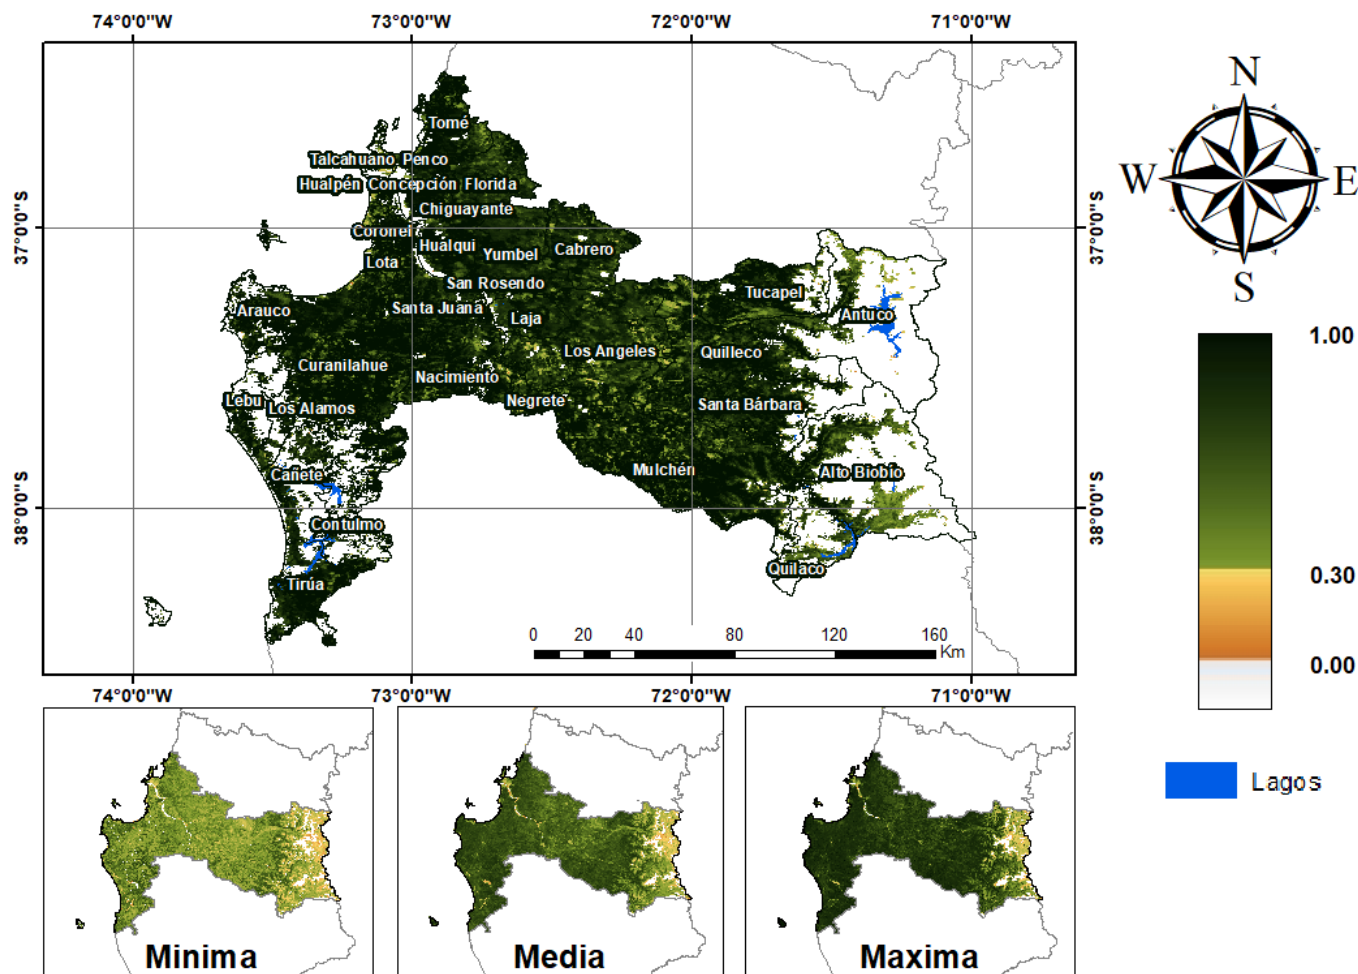 74°0'0"W 73°0'0"W 72°0'0"W 71°0'0"W
N
W E
S
37°0'0"S 37°0'0"S
38°0'0"S 38°0'0"S
Tomé
Talcahuano Penco
Hualpén Concepción Florida
Chiguayante
Coronel
Hualqui
Yumbel
Cabrero
Lota
San Rosendo
Tucapel
Arauco
Santa Juana
Laja
Antuco
Curanilahue
Los Angeles
Quilleco
Nacimiento
Lebu
Los Alamos
Negrete
Santa Bárbara
Cañete
Mulchén
Alto Biobío
Contulmo
Tirúa
Quilaco
0 20 40 80 120 160
Km
74°0'0"W 73°0'0"W 72°0'0"W 71°0'0"W
1.00
0.30
0.00
Lagos
Minima
Media
Maxima